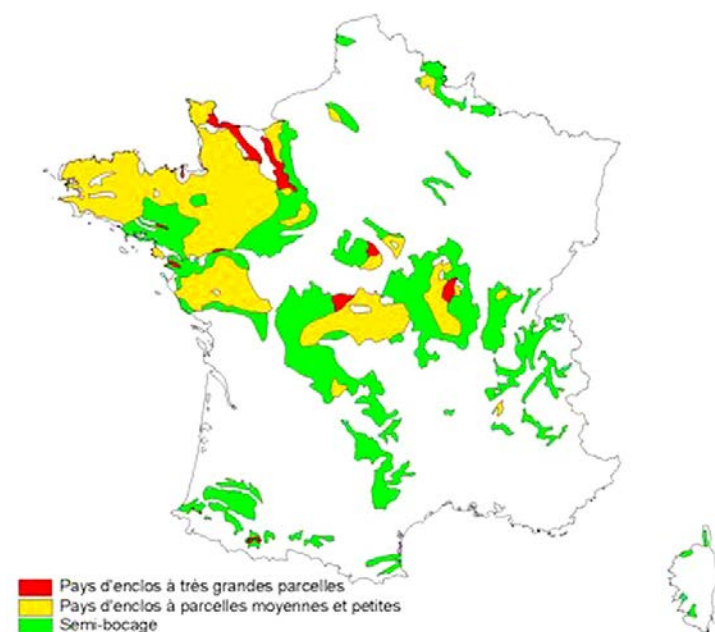 Pays d'enclos à très grandes parcelles
Pays d'enclos à parcelles moyennes et petites
Semi-bocage